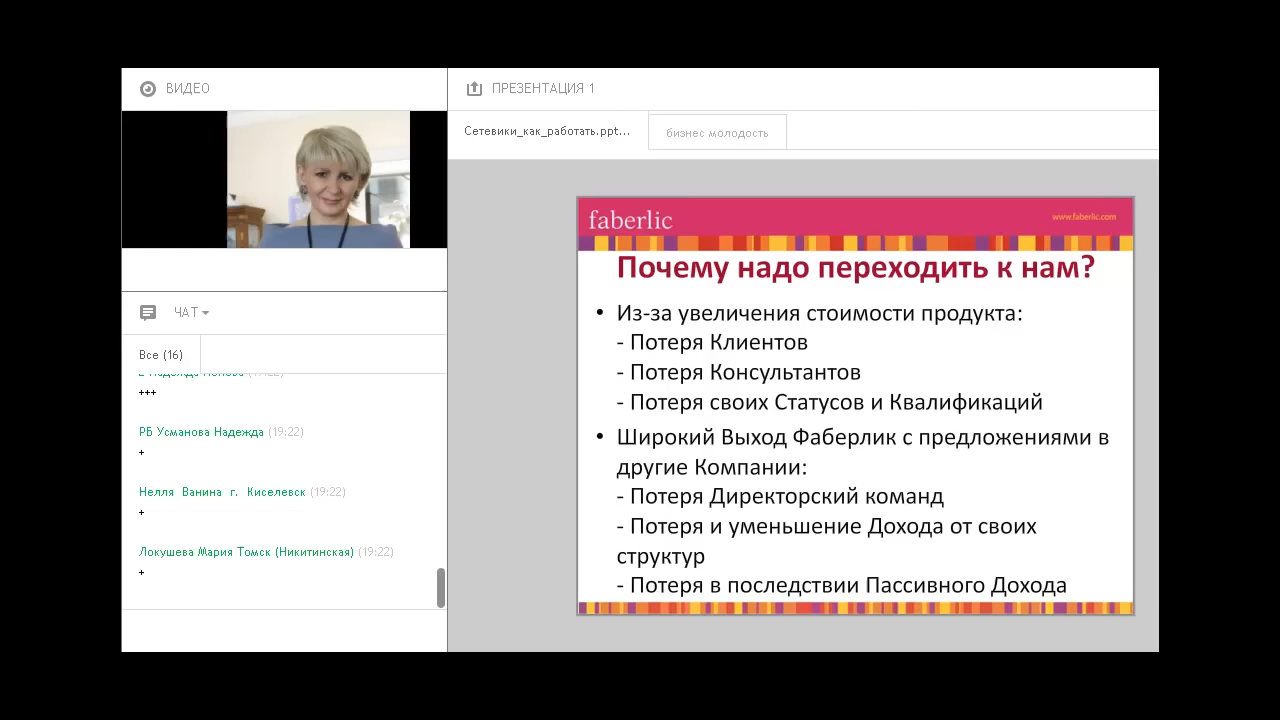 ВИДЕО
ПРЕЗЕНТАЦИЯ 1
Сетевики_как_работать.ppt...
бизнес молодость
faberlic
www.faberlic.com
Почему надо переходить к нам?
• Из-за увеличения стоимости продукта:
- Потеря Клиентов
- Потеря Консультантов
- Потеря своих Статусов и Квалификаций
• Широкий Выход Фаберлик с предложениями в
другие Компании:
- Потеря Директорский команд
- Потеря и уменьшение Дохода от своих
структур
- Потеря в последствии Пассивного Дохода
ЧАТ
Все (16)
+++
РБ Усманова Надежда (19:22)
+
Нелля Ванина г. Киселевск (19:22)
+
Локушева Мария Томск (Никитинская) (19:22)
+